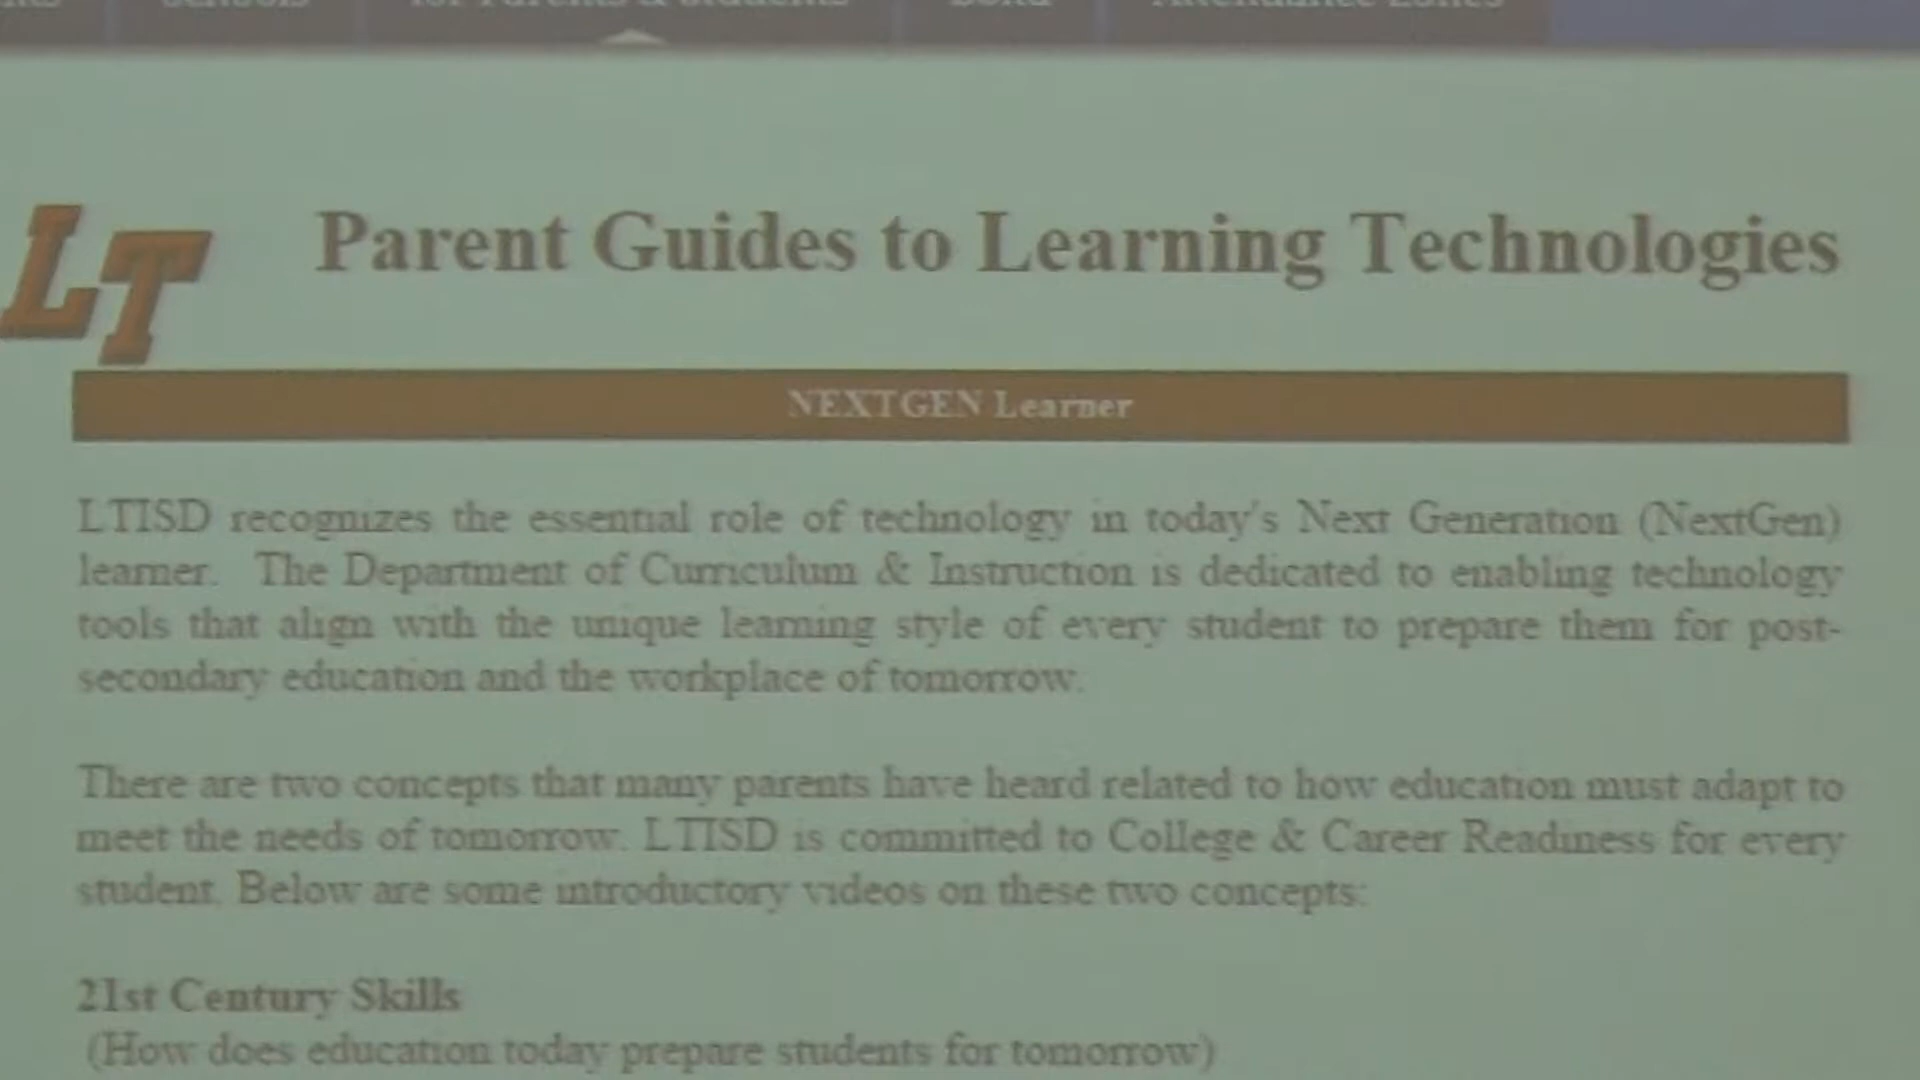 for Parents & Students
Attendance Zones
LT
Parent Guides to Learning Technologies
NEXTGEN Learner
LTISD recognizes the essential role of technology in today's Next Generation (NextGen)
learner. The Department of Curriculum & Instruction is dedicated to enabling technology
tools that align with the unique learning style of every student to prepare them for post-
secondary education and the workplace of tomorrow.
There are two concepts that many parents have heard related to how education must adapt to
meet the needs of tomorrow. LTISD is committed to College & Career Readiness for every
student. Below are some introductory videos on these two concepts:
21st Century Skills
(How does education today prepare students for tomorrow)